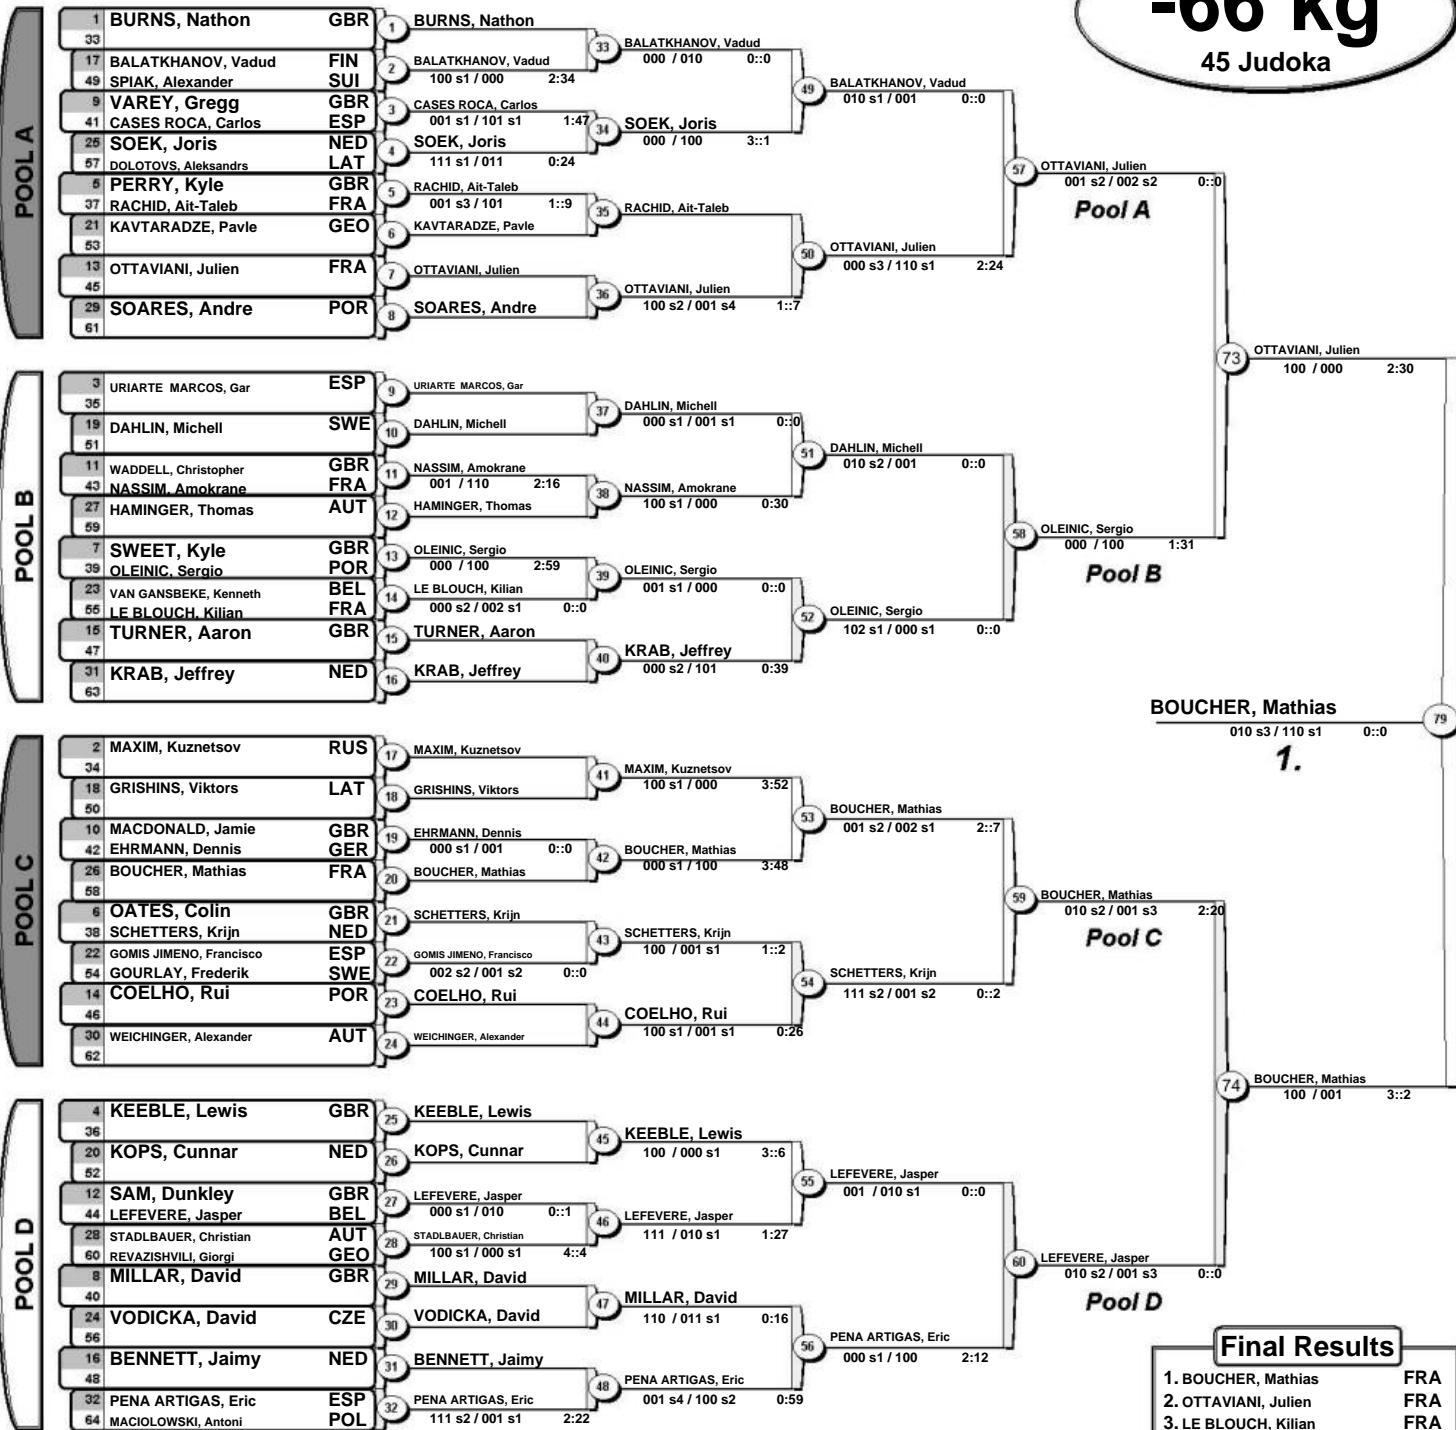 -66 kg
45 Judoka
POOL A
1 BURNS, Nathon GBR
33
17 BALATKHANOV, Vadud FIN
49 SPIAK, Alexander SUI
9 VAREY, Gregg GBR
41 CASES ROCA, Carlos ESP
25 SOEK, Joris NED
57 DOLOTOVS, Aleksandrs LAT
5 PERRY, Kyle GBR
37 RACHID, Ait-Taleb FRA
21 KAVTARADZE, Pavle GEO
53
13 OTTAVIANI, Julien FRA
45
29 SOARES, Andre POR
61
1 BURNS, Nathon
2 BALATKHANOV, Vadud
100 s1 / 000 2:34
3 CASES ROCA, Carlos
001 s1 / 101 s1 1:47
4 SOEK, Joris
111 s1 / 011 0:24
5 RACHID, Ait-Taleb
001 s3 / 101 1::9
6 KAVTARADZE, Pavle
7 OTTAVIANI, Julien
8 SOARES, Andre
33 BALATKHANOV, Vadud
000 / 010 0::0
34 SOEK, Joris
000 / 100 3::1
35 RACHID, Ait-Taleb
36 OTTAVIANI, Julien
100 s2 / 001 s4 1::7
49 BALATKHANOV, Vadud
010 s1 / 001 0::0
50 OTTAVIANI, Julien
000 s3 / 110 s1 2:24
57 OTTAVIANI, Julien
001 s2 / 002 s2 0::0
Pool A
POOL B
3 URIARTE MARCOS, Gar ESP
35
19 DAHLIN, Michell SWE
51
11 WADDELL, Christopher GBR
43 NASSIM, Amokrane FRA
27 HAMINGER, Thomas AUT
59
7 SWEET, Kyle GBR
39 OLEINIC, Sergio POR
23 VAN GANSBEKE, Kenneth BEL
55 LE BLOUCH, Kilian FRA
15 TURNER, Aaron GBR
47
31 KRAB, Jeffrey NED
63
9 URIARTE MARCOS, Gar
10 DAHLIN, Michell
11 NASSIM, Amokrane
001 / 110 2:16
12 HAMINGER, Thomas
13 OLEINIC, Sergio
000 / 100 2:59
14 LE BLOUCH, Kilian
000 s2 / 002 s1 0::0
15 TURNER, Aaron
16 KRAB, Jeffrey
37 DAHLIN, Michell
000 s1 / 001 s1 0::0
38 NASSIM, Amokrane
100 s1 / 000 0:30
39 OLEINIC, Sergio
001 s1 / 000 0::0
40 KRAB, Jeffrey
000 s2 / 101 0:39
51 DAHLIN, Michell
010 s2 / 001 0::0
52 OLEINIC, Sergio
102 s1 / 000 s1 0::0
58 OLEINIC, Sergio
000 / 100 1:31
Pool B
73 OTTAVIANI, Julien
100 / 000 2:30
BOUCHER, Mathias 79
010 s3 / 110 s1 0::0
1.
POOL C
2 MAXIM, Kuznetsov RUS
34
18 GRISHINS, Viktors LAT
50
10 MACDONALD, Jamie GBR
42 EHRMANN, Dennis GER
26 BOUCHER, Mathias FRA
58
6 OATES, Colin GBR
38 SCHETTERS, Krijn NED
22 GOMIS JIMENO, Francisco ESP
54 GOURLAY, Frederik SWE
14 COELHO, Rui POR
46
30 WEICHINGER, Alexander AUT
62
17 MAXIM, Kuznetsov
18 GRISHINS, Viktors
19 EHRMANN, Dennis
000 s1 / 001 0::0
20 BOUCHER, Mathias
21 SCHETTERS, Krijn
22 GOMIS JIMENO, Francisco
002 s2 / 001 s2 0::0
23 COELHO, Rui
24 WEICHINGER, Alexander
41 MAXIM, Kuznetsov
100 s1 / 000 3:52
42 BOUCHER, Mathias
000 s1 / 100 3:48
43 SCHETTERS, Krijn
100 / 001 s1 1::2
44 COELHO, Rui
100 s1 / 001 s1 0:26
53 BOUCHER, Mathias
001 s2 / 002 s1 2::7
54 SCHETTERS, Krijn
111 s2 / 001 s2 0::2
59 BOUCHER, Mathias
010 s2 / 001 s3 2:20
Pool C
POOL D
4 KEEBLE, Lewis GBR
36
20 KOPS, Cunnar NED
52
12 SAM, Dunkley GBR
44 LEFEVERE, Jasper BEL
28 STADLBAUER, Christian AUT
60 REVAZISHVILI, Giorgi GEO
8 MILLAR, David GBR
40
24 VODICKA, David CZE
56
16 BENNETT, Jaimy NED
48
32 PENA ARTIGAS, Eric ESP
64 MACIOLOWSKI, Antoni POL
25 KEEBLE, Lewis
26 KOPS, Cunnar
27 LEFEVERE, Jasper
000 s1 / 010 0::1
28 STADLBAUER, Christian
100 s1 / 000 s1 4::4
29 MILLAR, David
30 VODICKA, David
31 BENNETT, Jaimy
32 PENA ARTIGAS, Eric
111 s2 / 001 s1 2:22
45 KEEBLE, Lewis
100 / 000 s1 3::6
46 LEFEVERE, Jasper
111 / 010 s1 1:27
47 MILLAR, David
110 / 011 s1 0:16
48 PENA ARTIGAS, Eric
001 s4 / 100 s2 0:59
55 LEFEVERE, Jasper
001 / 010 s1 0::0
56 PENA ARTIGAS, Eric
000 s1 / 100 2:12
60 LEFEVERE, Jasper
010 s2 / 001 s3 0::0
Pool D
74 BOUCHER, Mathias
100 / 001 3::2
Final Results
1. BOUCHER, Mathias FRA
2. OTTAVIANI, Julien FRA
3. LE BLOUCH, Kilian FRA